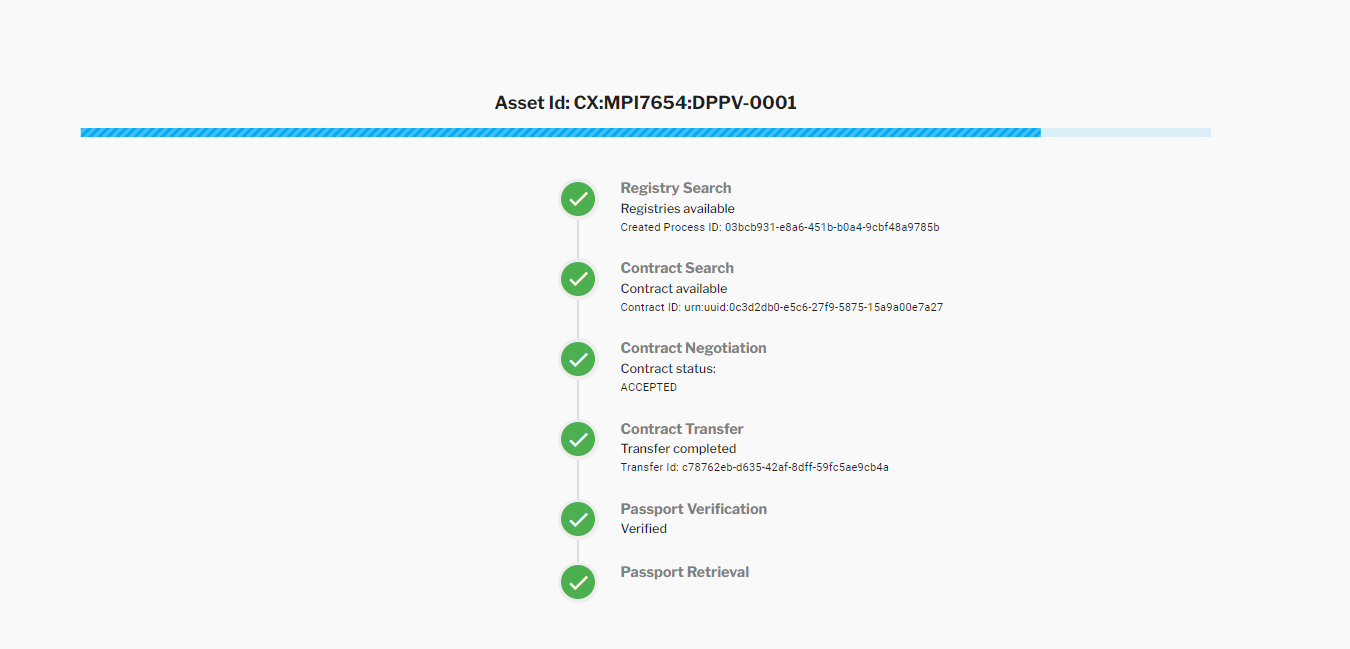 Asset Id: CX:MPI7654:DPPV-0001
Registry Search
Registries available
Created Process ID: 03bcb931-e8a6-451b-b0a4-9cbf48a9785b
Contract Search
Contract available
Contract ID: urn:uuid:0c3d2db0-e5c6-27f9-5875-15a9a00e7a27
Contract Negotiation
Contract status:
ACCEPTED
Contract Transfer
Transfer completed
Transfer Id: c78762eb-d635-42af-8dff-59fc5ae9cb4a
Passport Verification
Verified
Passport Retrieval